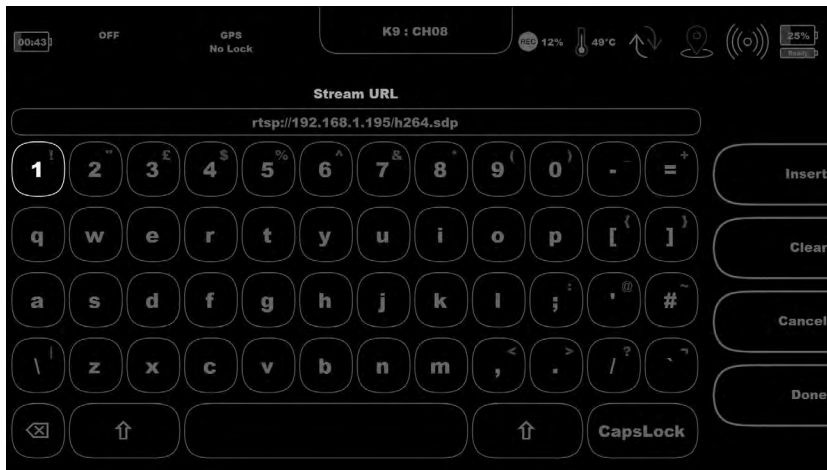 00:43 OFF GPS K9 : CH08 REC 12% 49°C 25%
No Lock Ready
Stream URL
rtsp://192.168.1.195/h264.sdp
1 ! 2 " 3 £ 4 $ 5 % 6 ^ 7 & 8 * 9 ( 0 ) - _ = + Insert
q w e r t y u i o p [ { ] } Clear
a s d f g h j k l ; : ' @ # ~ Cancel
\ | z x c v b n m , < . > / ? ` ¬ Done
CapsLock